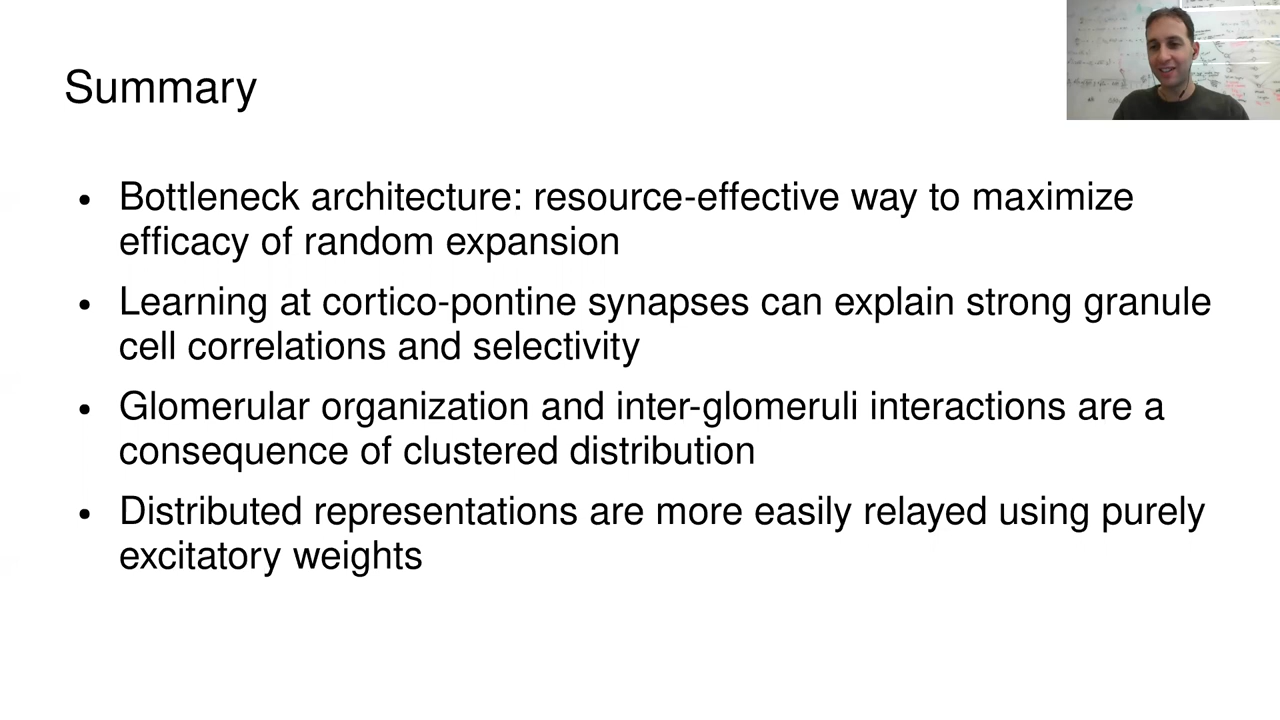 Summary
• Bottleneck architecture: resource-effective way to maximize
efficacy of random expansion
• Learning at cortico-pontine synapses can explain strong granule
cell correlations and selectivity
• Glomerular organization and inter-glomeruli interactions are a
consequence of clustered distribution
• Distributed representations are more easily relayed using purely
excitatory weights